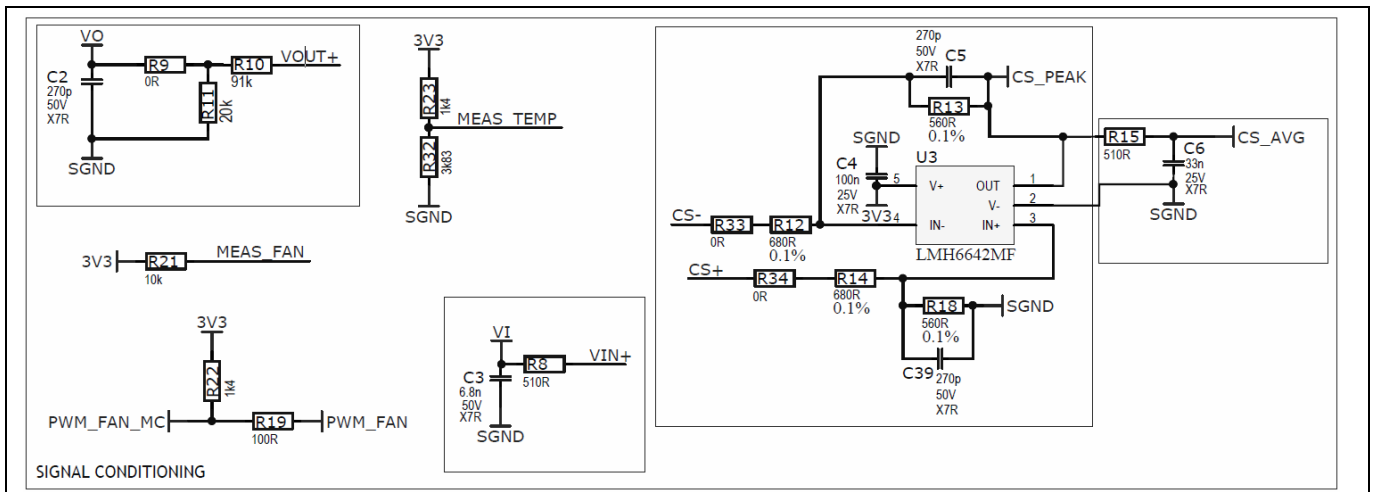 VO
R9
0R
R10
91k
VOUT+
C2
270p
50V
X7R
R11
20k
SGND
3V3
R23
1k4
MEAS_TEMP
R32
3k83
SGND
3V3
R21
10k
MEAS_FAN
3V3
R22
1k4
PWM_FAN_MC
R19
100R
PWM_FAN
VI
R8
510R
VIN+
C3
6.8n
50V
X7R
SGND
270p
50V
X7R
C5
CS_PEAK
R13
560R
0.1%
SGND
C4
100n
25V
X7R
3V3
U3
5
V+
OUT
1
V-
2
4
IN-
IN+
3
LMH6642MF
CS-
R33
0R
R12
680R
0.1%
CS+
R34
0R
R14
680R
0.1%
R18
560R
0.1%
SGND
C39
270p
50V
X7R
R15
510R
CS_AVG
C6
33n
25V
X7R
SGND
SIGNAL CONDITIONING